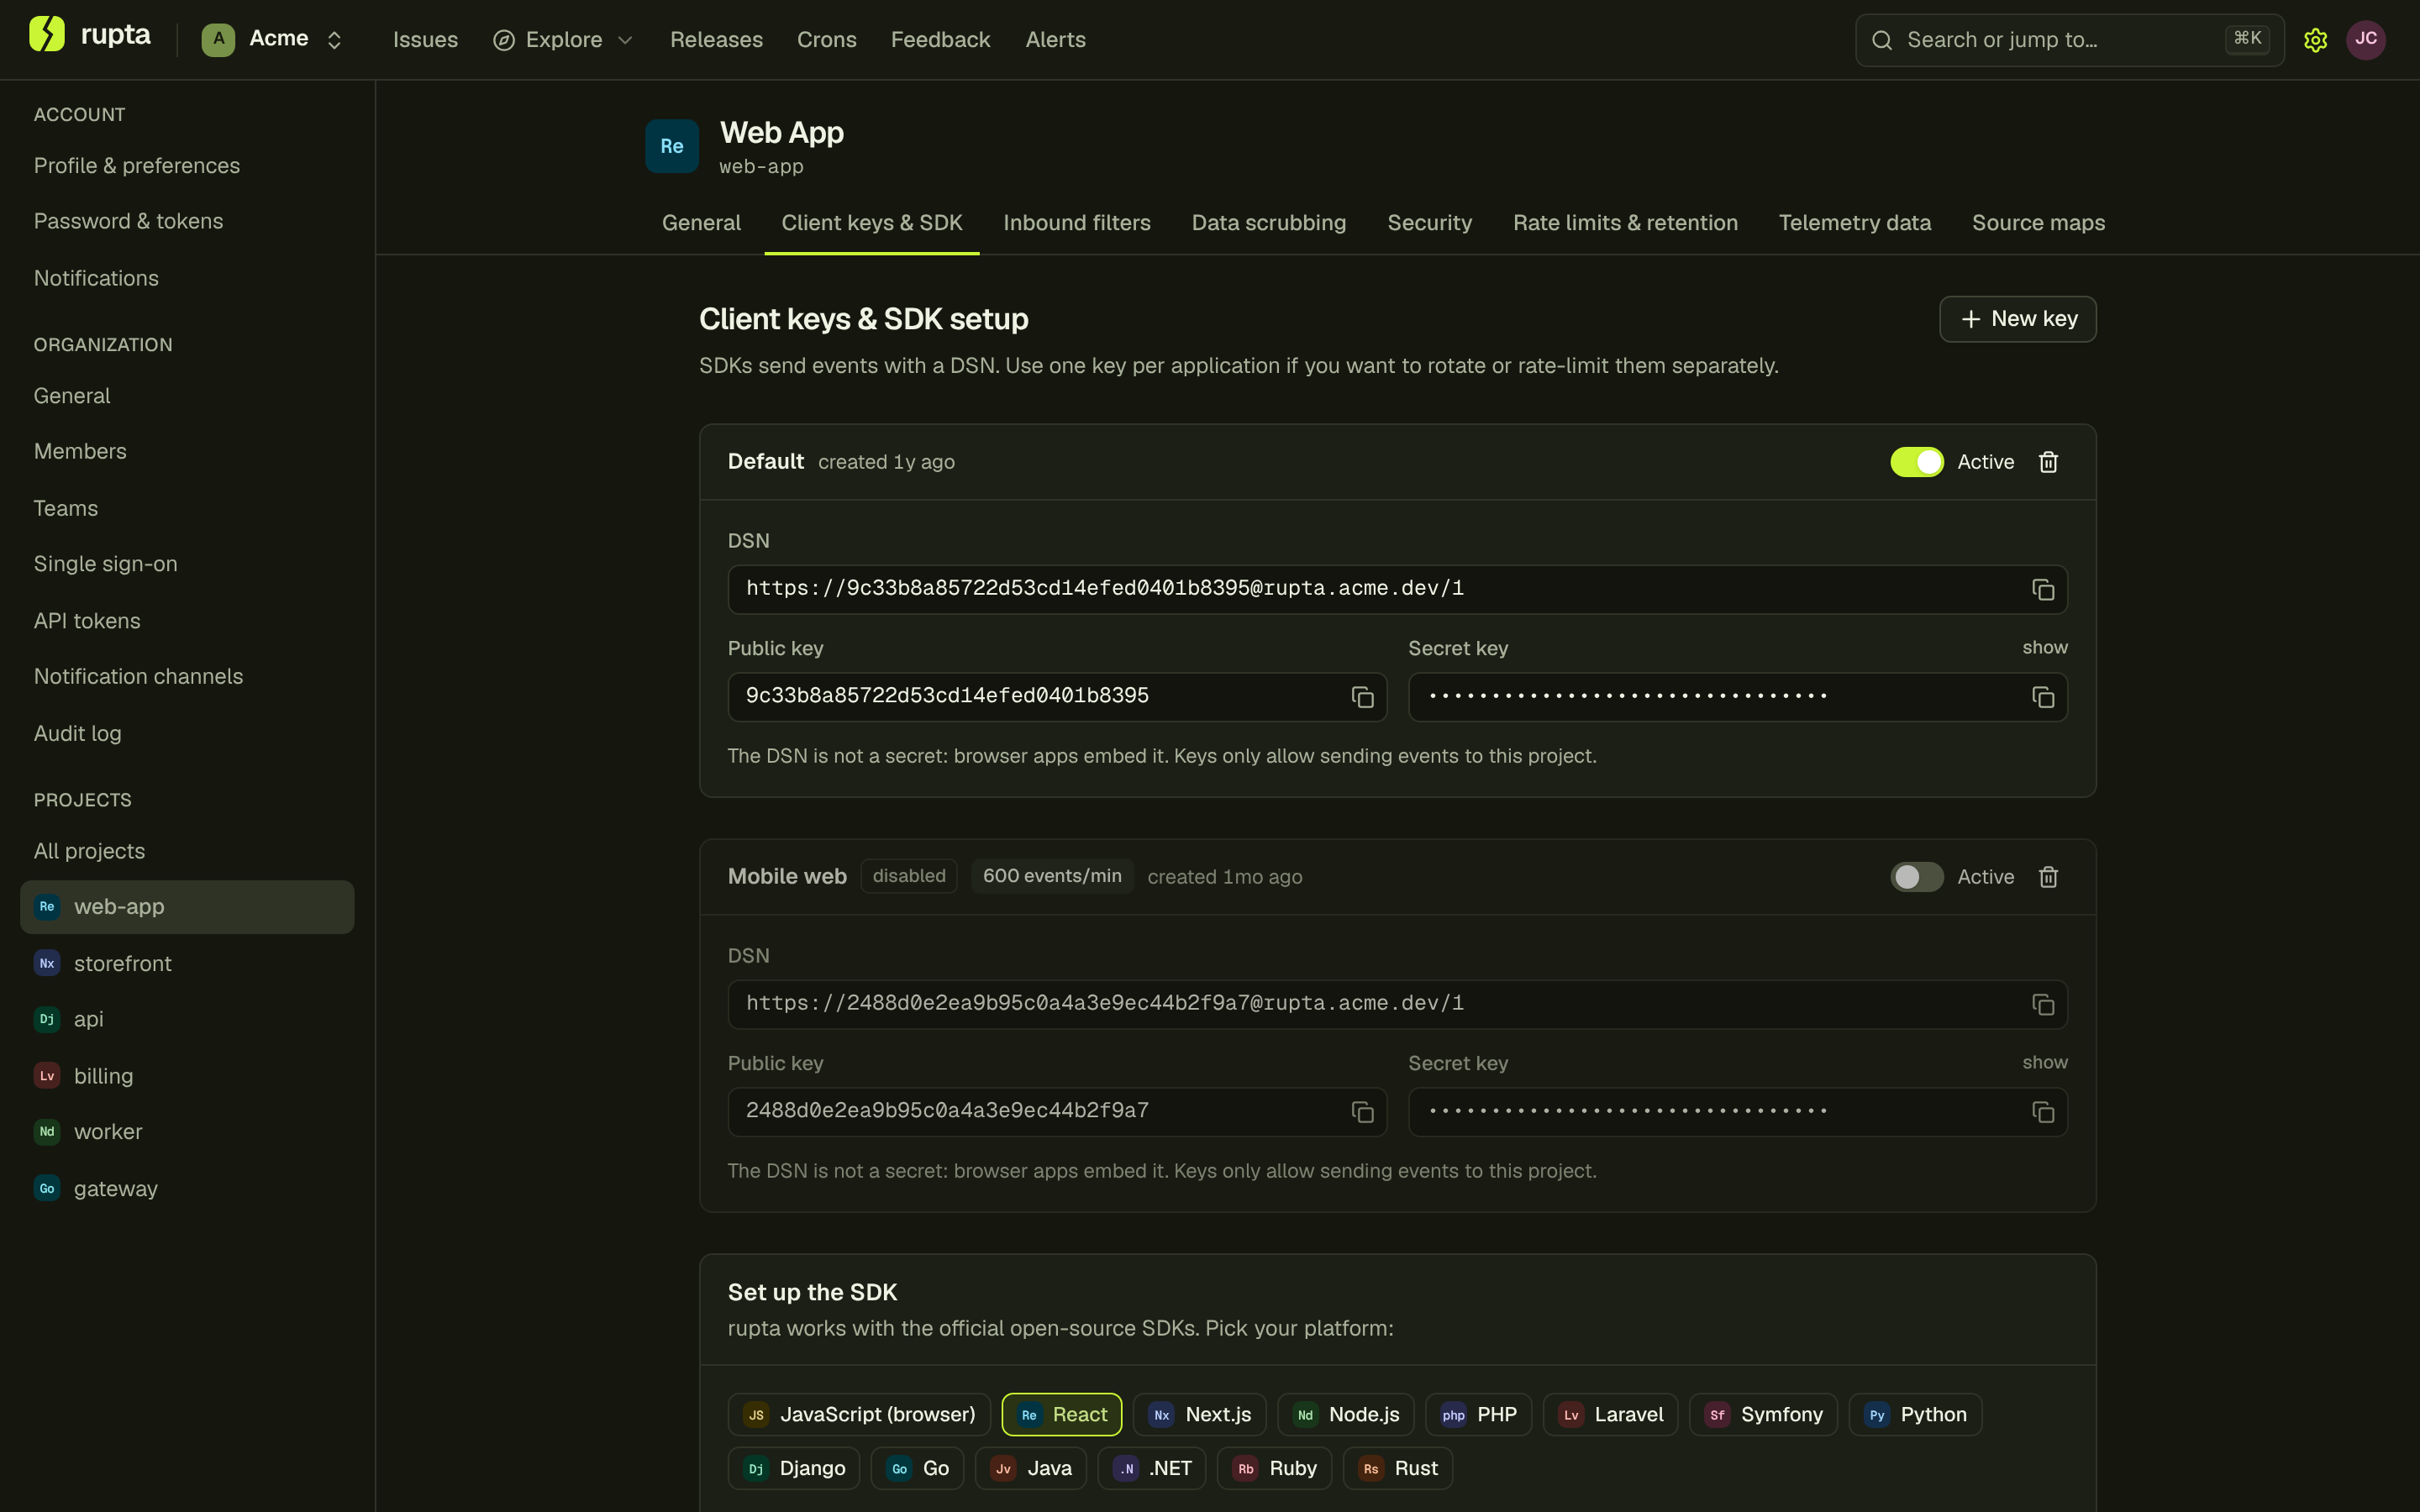 rupta A Acme Issues Explore Releases Crons Feedback Alerts Search or jump to... ⌘K JC
ACCOUNT
Profile & preferences
Password & tokens
Notifications
ORGANIZATION
General
Members
Teams
Single sign-on
API tokens
Notification channels
Audit log
PROJECTS
All projects
Re web-app
Nx storefront
Dj api
Lv billing
Nd worker
Go gateway
Re Web App
web-app
General Client keys & SDK Inbound filters Data scrubbing Security Rate limits & retention Telemetry data Source maps
Client keys & SDK setup + New key
SDKs send events with a DSN. Use one key per application if you want to rotate or rate-limit them separately.
Default created 1y ago Active
DSN
https://9c33b8a85722d53cd14efed0401b8395@rupta.acme.dev/1
Public key Secret key show
9c33b8a85722d53cd14efed0401b8395 ••••••••••••••••••••••••••••••••
The DSN is not a secret: browser apps embed it. Keys only allow sending events to this project.
Mobile web disabled 600 events/min created 1mo ago Active
DSN
https://2488d0e2ea9b95c0a4a3e9ec44b2f9a7@rupta.acme.dev/1
Public key Secret key show
2488d0e2ea9b95c0a4a3e9ec44b2f9a7 ••••••••••••••••••••••••••••••••
The DSN is not a secret: browser apps embed it. Keys only allow sending events to this project.
Set up the SDK
rupta works with the official open-source SDKs. Pick your platform:
JS JavaScript (browser) Re React Nx Next.js Nd Node.js php PHP Lv Laravel Sf Symfony Py Python
Dj Django Go Go Jv Java .N .NET Rb Ruby Rs Rust